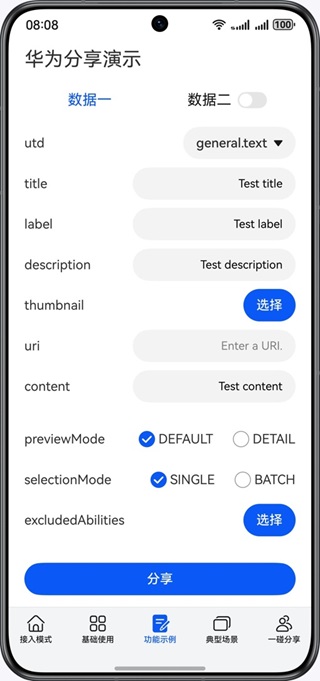 08:08
100
华为分享演示
数据一 数据二
utd general.text
title Test title
label Test label
description Test description
thumbnail 选择
uri Enter a URI.
content Test content
previewMode DEFAULT DETAIL
selectionMode SINGLE BATCH
excludedAbilities 选择
分享
接入模式 基础使用 功能示例 典型场景 一碰分享